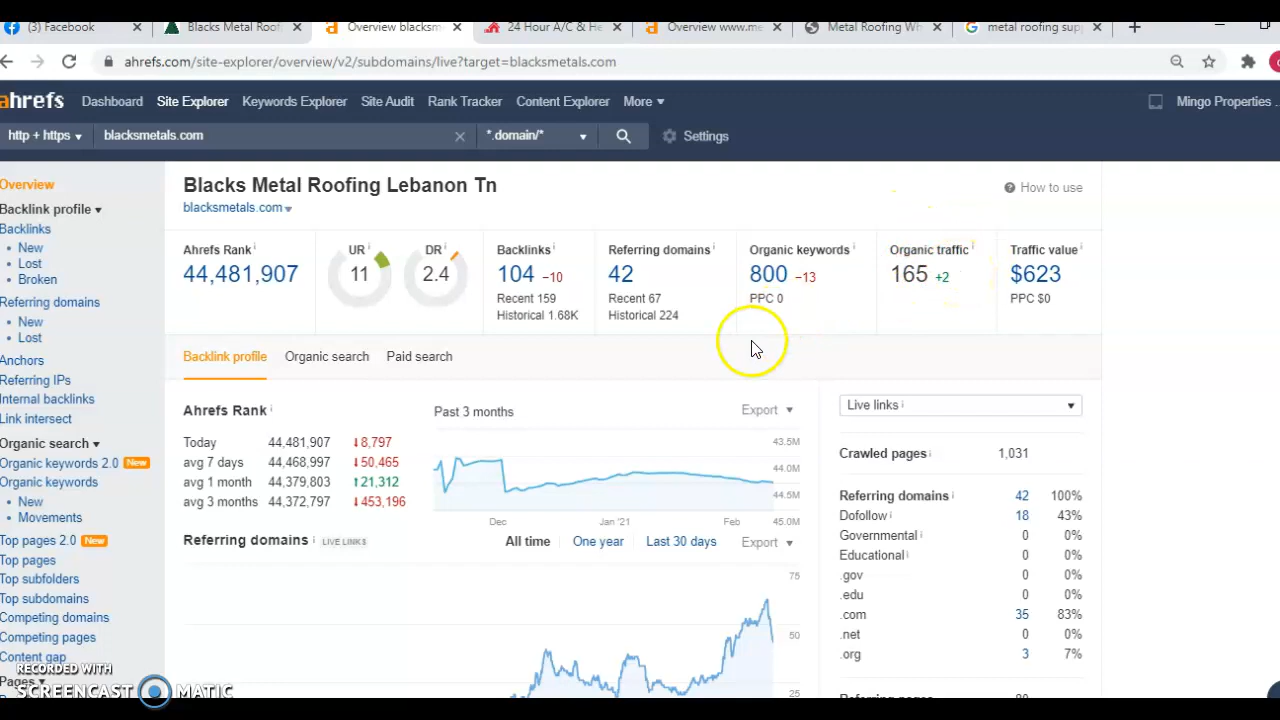 (3) Facebook
Blacks Metal Roof
Overview blacksm
24 Hour A/C & He
Overview www.me
Metal Roofing Wh
metal roofing supp
ahrefs.com/site-explorer/overview/v2/subdomains/live?target=blacksmetals.com
ahrefs
Dashboard
Site Explorer
Keywords Explorer
Site Audit
Rank Tracker
Content Explorer
More
Mingo Properties
http + https
blacksmetals.com
*.domain/*
Settings
Overview
Backlink profile
Backlinks
• New
• Lost
• Broken
Referring domains
• New
• Lost
Anchors
Referring IPs
Internal backlinks
Link intersect
Organic search
Organic keywords 2.0 New
Organic keywords
• New
• Movements
Top pages 2.0 New
Top pages
Top subfolders
Top subdomains
Competing domains
Competing pages
Content gap
Pages
Blacks Metal Roofing Lebanon Tn
How to use
blacksmetals.com
Ahrefs Rank
44,481,907
UR
11
DR
2.4
Backlinks
104 −10
Recent 159
Historical 1.68K
Referring domains
42
Recent 67
Historical 224
Organic keywords
800 −13
PPC 0
Organic traffic
165 +2
Traffic value
$623
PPC $0
Backlink profile
Organic search
Paid search
Ahrefs Rank
Today 44,481,907 ↓8,797
avg 7 days 44,468,997 ↓50,465
avg 1 month 44,379,803 ↑21,312
avg 3 months 44,372,797 ↓453,196
Past 3 months
Export
43.5M
44.0M
44.5M
45.0M
Dec
Jan '21
Feb
Referring domains LIVE LINKS
All time
One year
Last 30 days
Export
75
50
25
Live links
Crawled pages 1,031
Referring domains 42 100%
Dofollow 18 43%
Governmental 0 0%
Educational 0 0%
.gov 0 0%
.edu 0 0%
.com 35 83%
.net 0 0%
.org 3 7%
RECORDED WITH
SCREENCAST MATIC